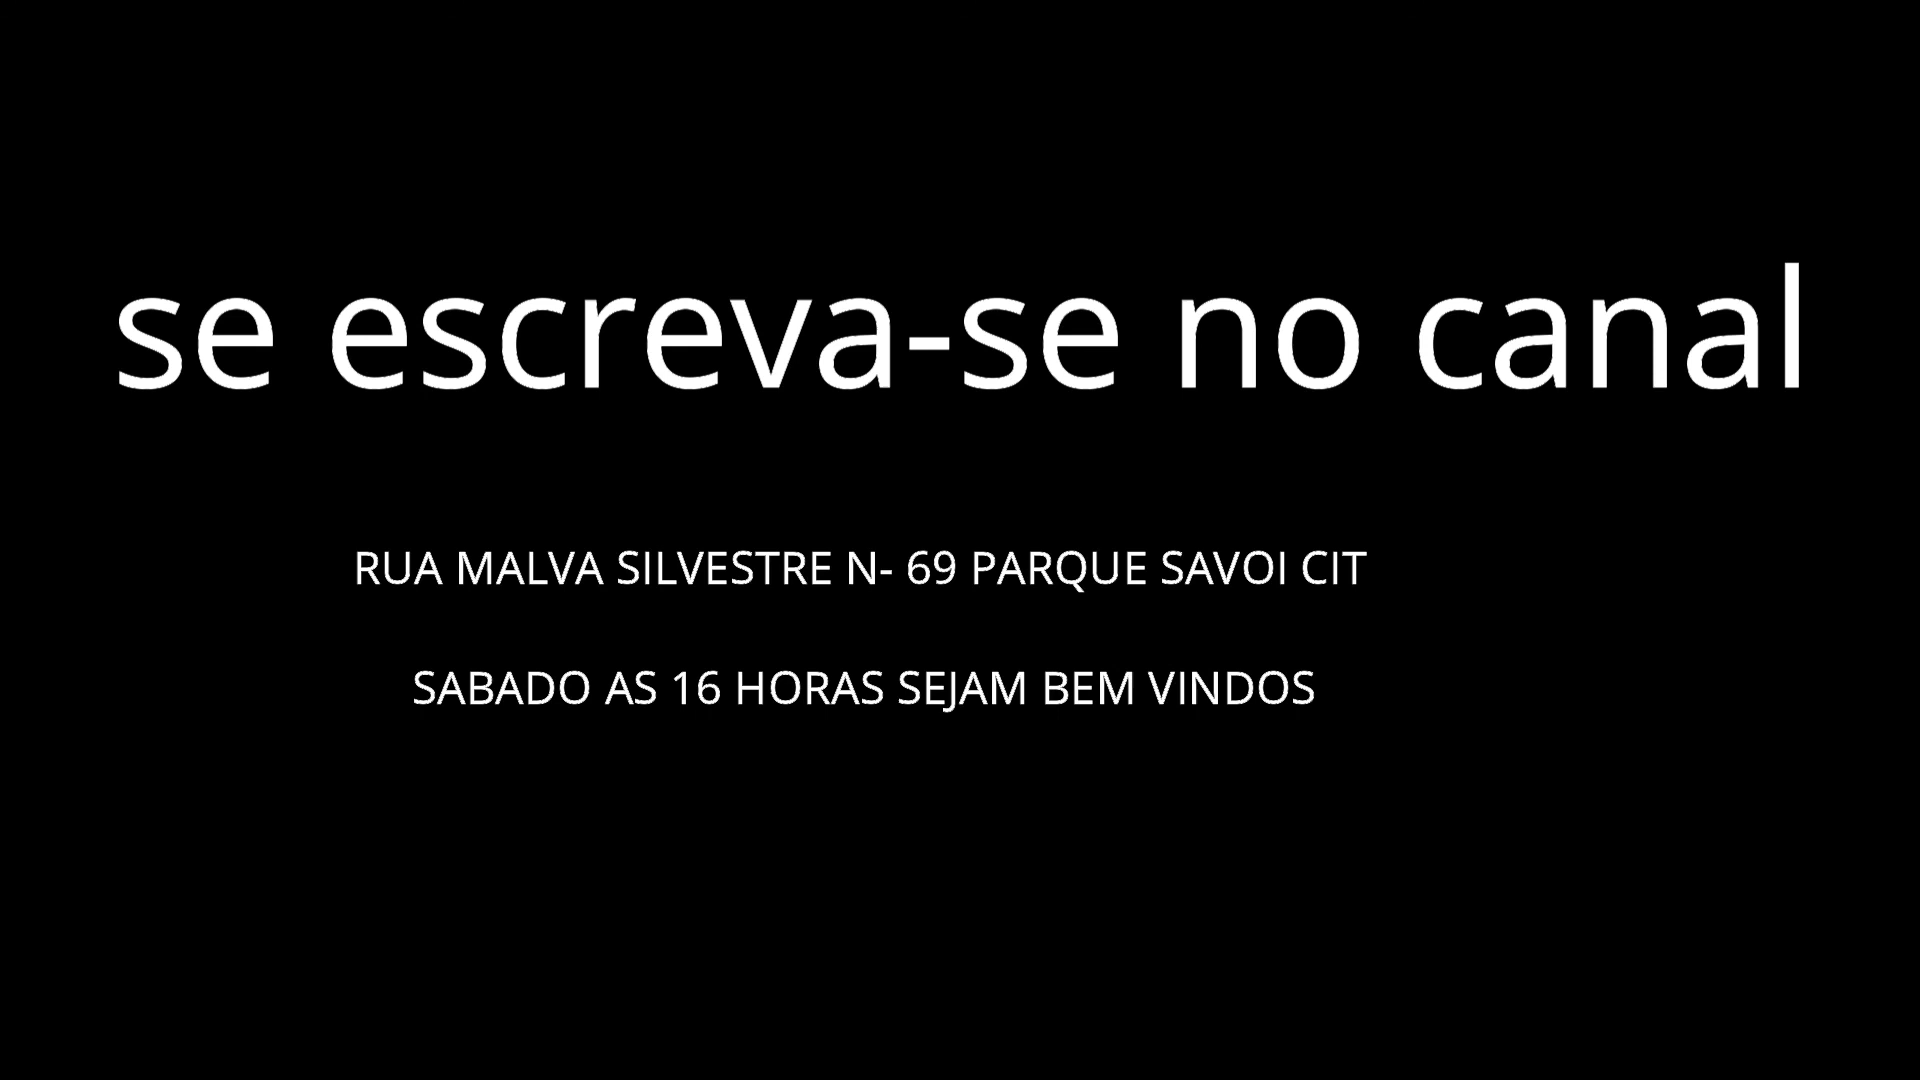 se escreva-se no canal
RUA MALVA SILVESTRE N- 69 PARQUE SAVOI CIT
SABADO AS 16 HORAS SEJAM BEM VINDOS